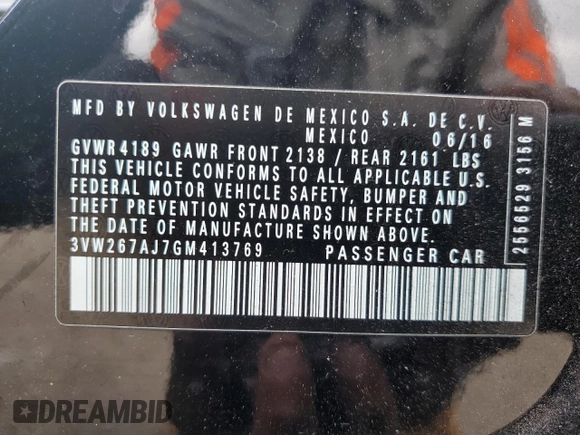 MFD BY VOLKSWAGEN DE MEXICO S.A. DE C.V.
MEXICO 06/16
GVWR 4189 GAWR FRONT 2138 / REAR 2161 LBS
THIS VEHICLE CONFORMS TO ALL APPLICABLE U.S.
FEDERAL MOTOR VEHICLE SAFETY, BUMPER AND
THEFT PREVENTION STANDARDS IN EFFECT ON
THE DATE OF MANUFACTURE SHOWN ABOVE.
3VW267AJ7GM413769 PASSENGER CAR
2556529 3156 M
DREAMBID